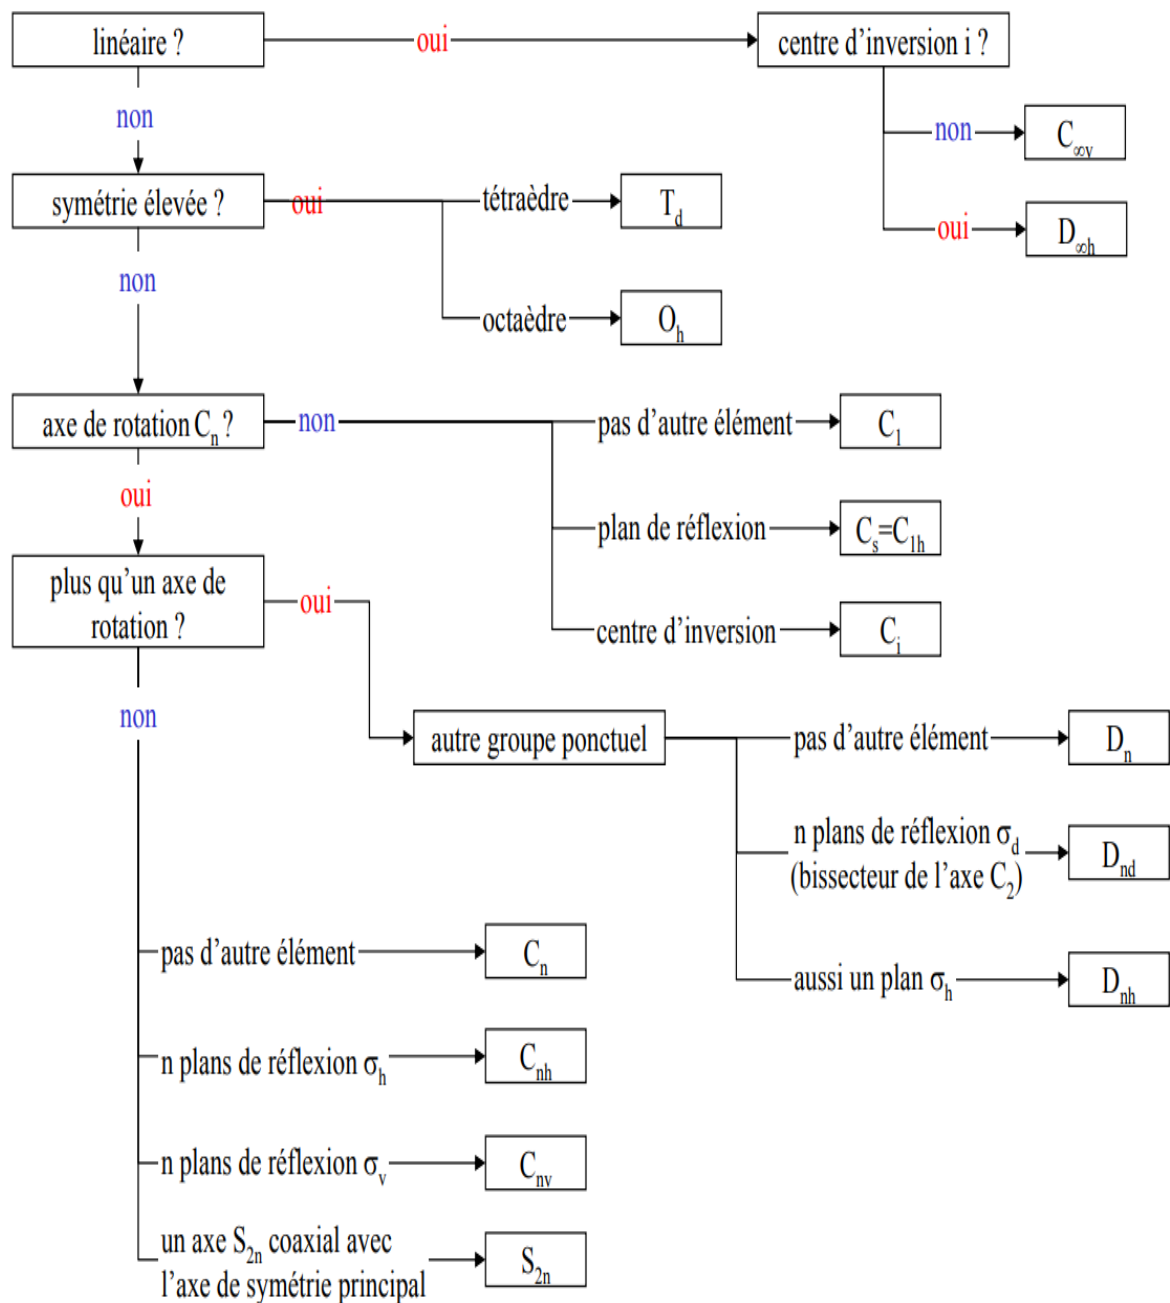 linéaire ?
oui
centre d'inversion i ?
non
non
C∞v
symétrie élevée ?
oui
tétraèdre
Td
oui
D∞h
non
octaèdre
Oh
axe de rotation Cn ?
non
pas d'autre élément
C1
oui
plan de réflexion
Cs=C1h
plus qu'un axe de
rotation ?
oui
centre d'inversion
Ci
non
autre groupe ponctuel
pas d'autre élément
Dn
n plans de réflexion σd
(bissecteur de l'axe C2)
Dnd
pas d'autre élément
Cn
aussi un plan σh
Dnh
n plans de réflexion σh
Cnh
n plans de réflexion σv
Cnv
un axe S2n coaxial avec
l'axe de symétrie principal
S2n